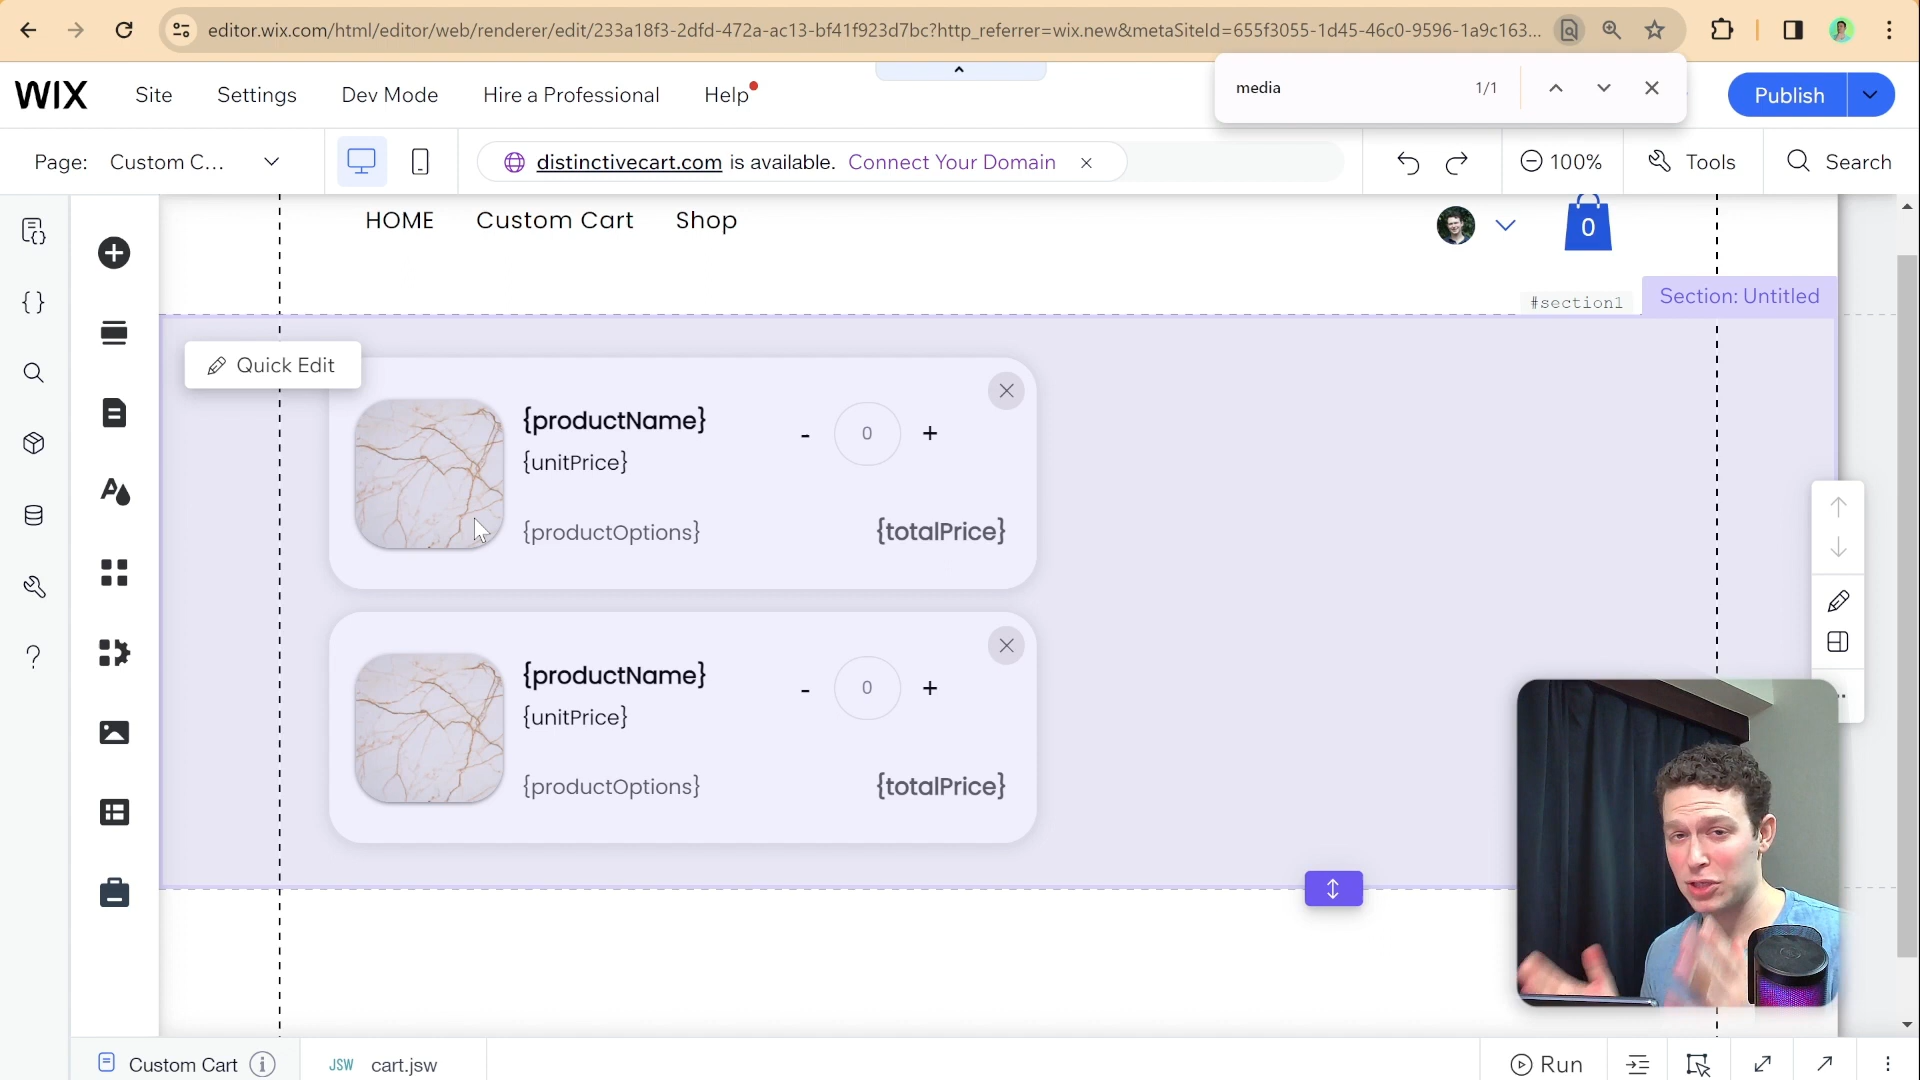 editor.wix.com/html/editor/web/renderer/edit/233a18f3-2dfd-472a-ac13-bf41f923d7bc?http_referrer=wix.new&metaSiteId=655f3055-1d45-46c0-9596-1a9c163...
media 1/1
WIX Site Settings Dev Mode Hire a Professional Help Publish
Page: Custom C... distinctivecart.com is available. Connect Your Domain 100% Tools Search
HOME Custom Cart Shop 0
#section1 Section: Untitled
Quick Edit
{productName} - 0 +
{unitPrice}
{productOptions} {totalPrice}
{productName} - 0 +
{unitPrice}
{productOptions} {totalPrice}
Custom Cart JSW cart.jsw Run